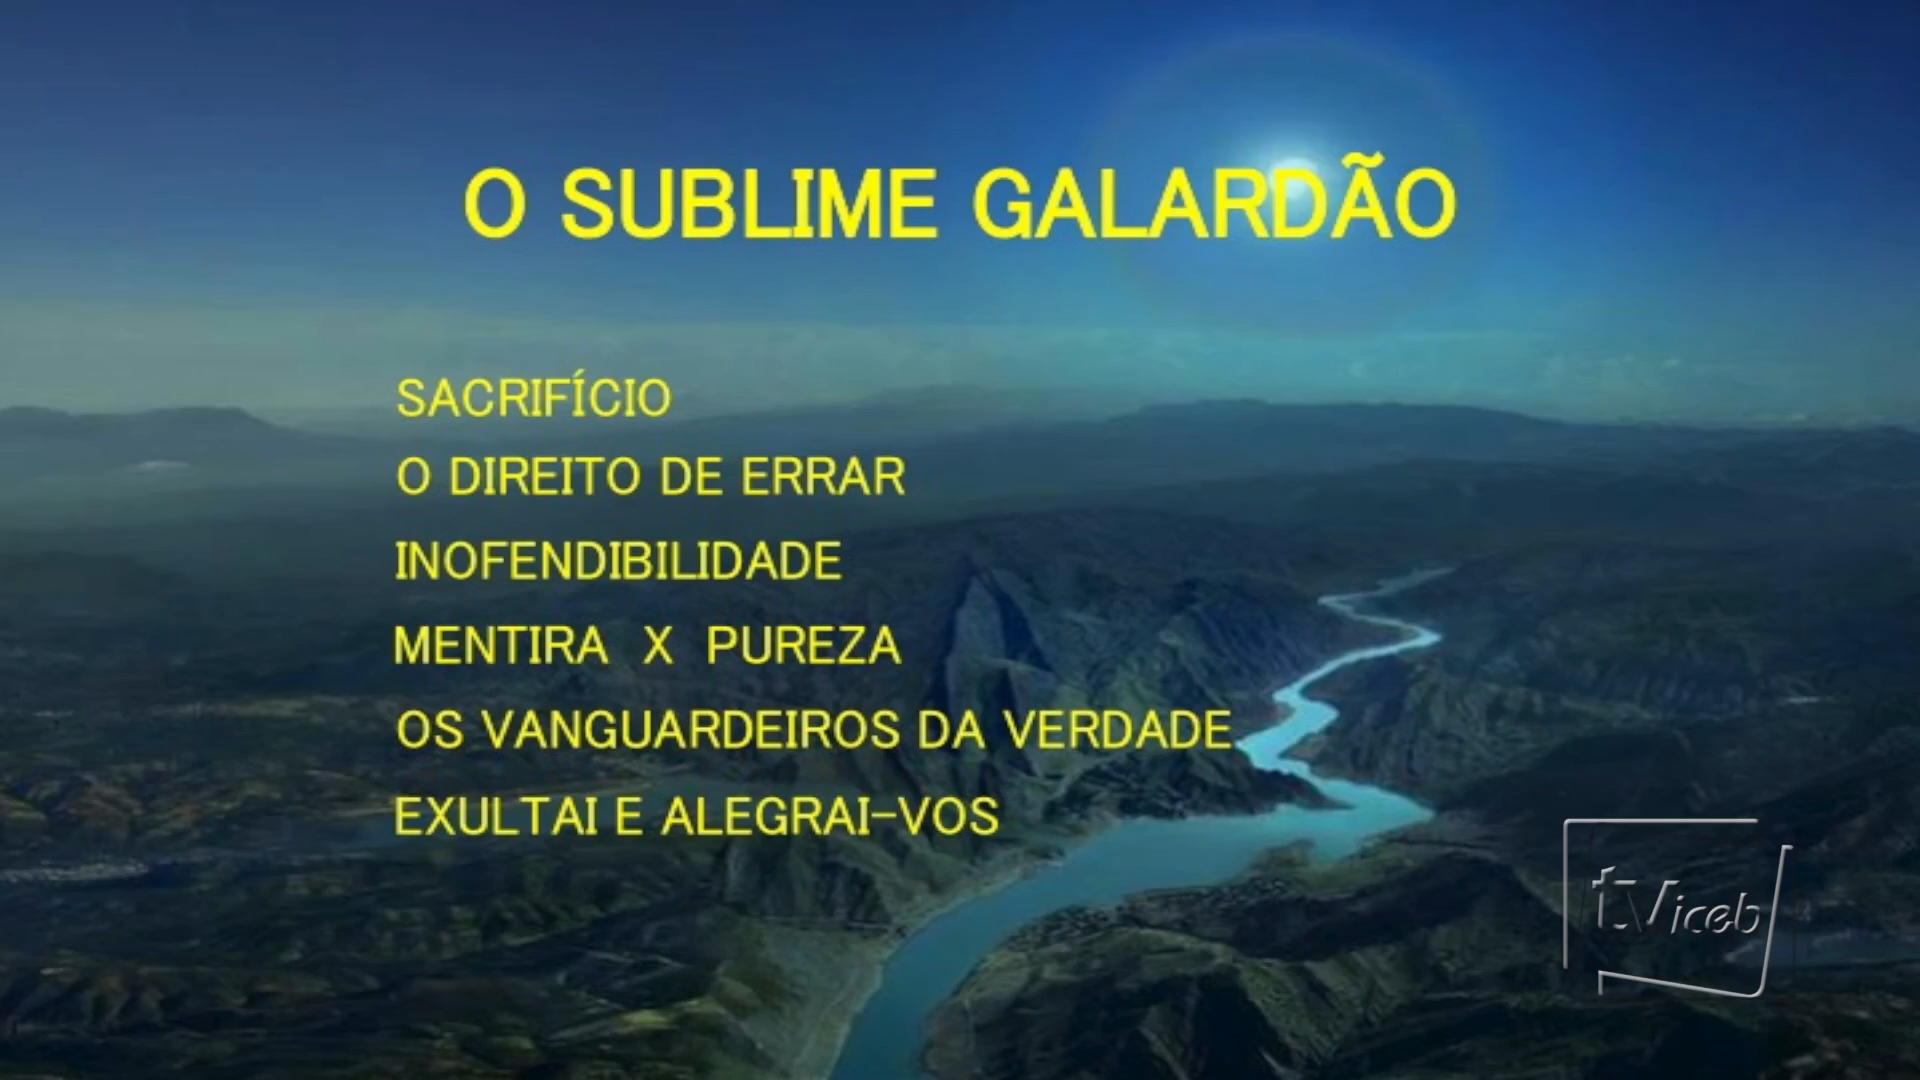 O SUBLIME GALARDÃO
SACRIFÍCIO
O DIREITO DE ERRAR
INOFENDIBILIDADE
MENTIRA X PUREZA
OS VANGUARDEIROS DA VERDADE
EXULTAI E ALEGRAI-VOS
tviceb